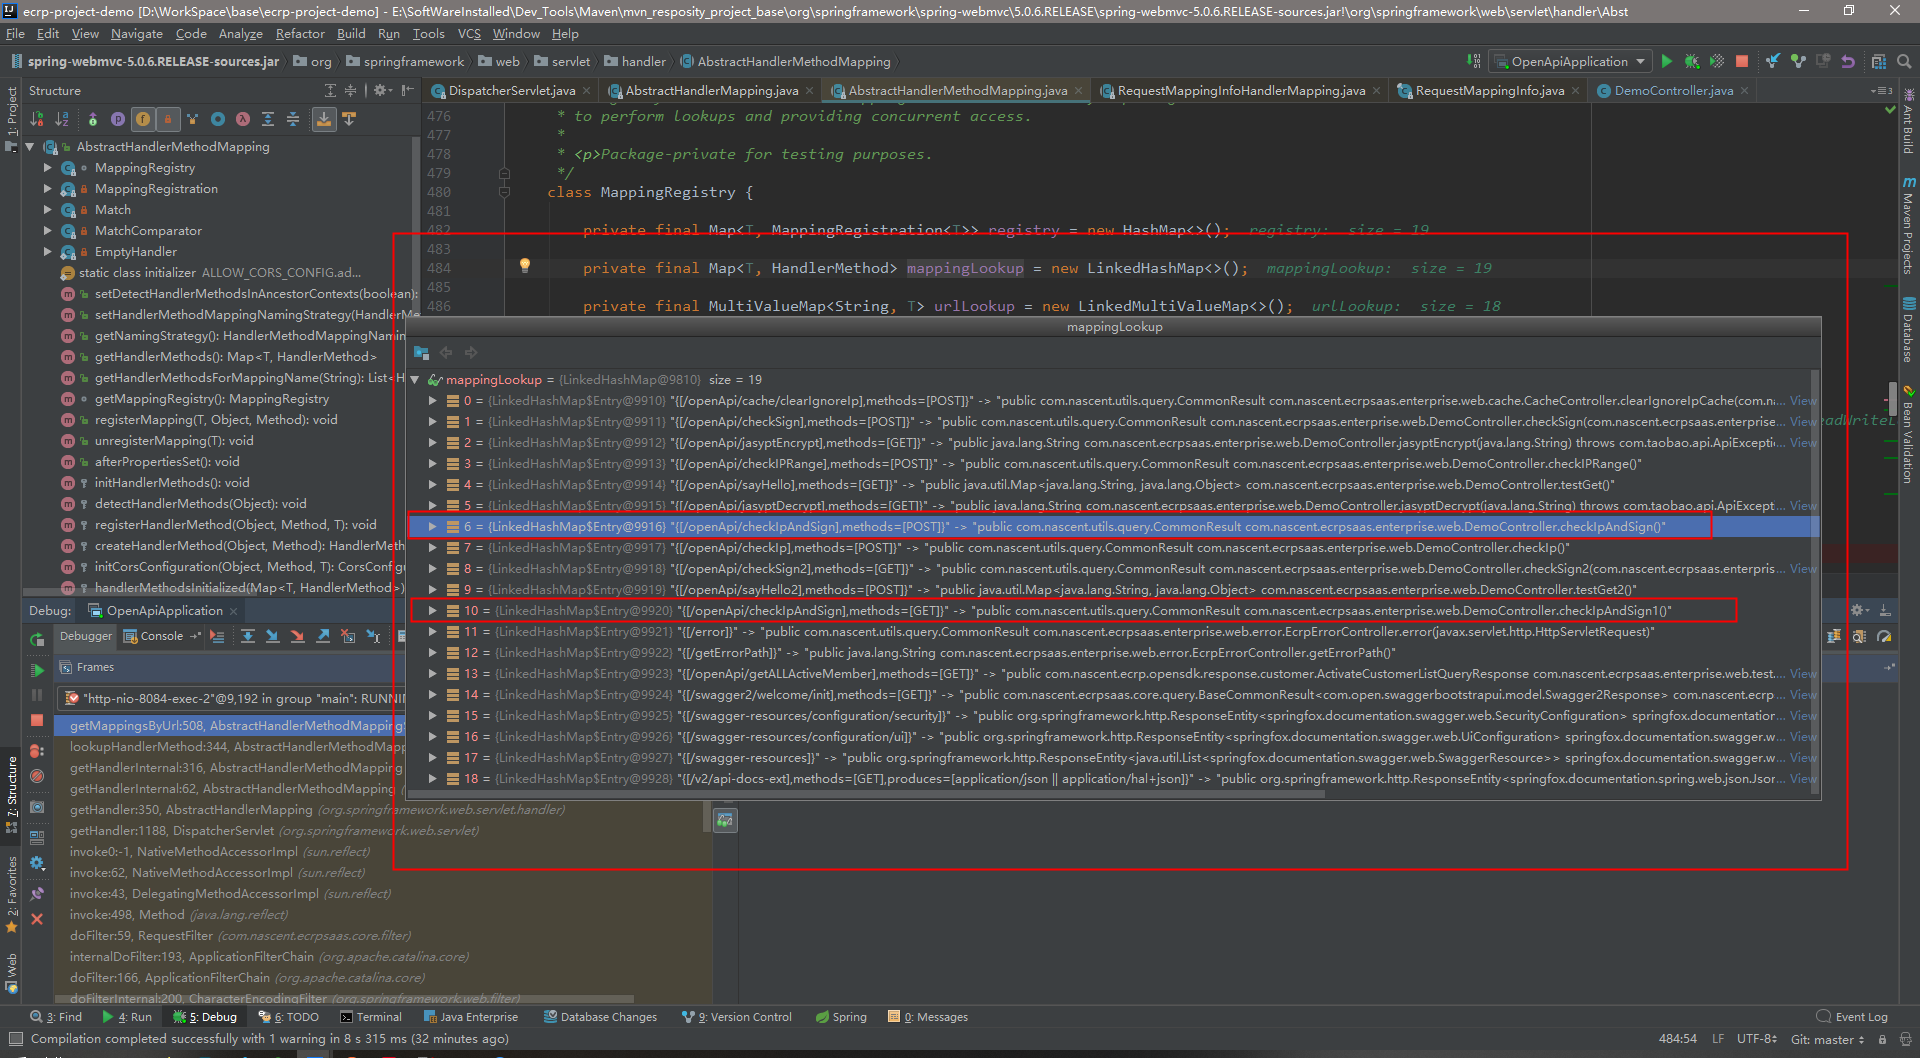 ecrp-project-demo [D:\WorkSpace\base\ecrp-project-demo] - E:\SoftWareInstalled\Dev_Tools\Maven\mvn_resposity_project_base\org\springframework\spring-webmvc\5.0.6.RELEASE\spring-webmvc-5.0.6.RELEASE-sources.jar!\org\springframework\web\servlet\handler\Abst
File Edit View Navigate Code Analyze Refactor Build Run Tools VCS Window Help
spring-webmvc-5.0.6.RELEASE-sources.jar org springframework web servlet handler AbstractHandlerMethodMapping OpenApiApplication
Structure
DispatcherServlet.java AbstractHandlerMapping.java AbstractHandlerMethodMapping.java RequestMappingInfoHandlerMapping.java RequestMappingInfo.java DemoController.java
1: Project
AbstractHandlerMethodMapping
MappingRegistry
MappingRegistration
Match
MatchComparator
EmptyHandler
static class initializer ALLOW_CORS_CONFIG.ad...
setDetectHandlerMethodsInAncestorContexts(boolean):
setHandlerMethodMappingNamingStrategy(HandlerMe
getNamingStrategy(): HandlerMethodMappingNamin
getHandlerMethods(): Map<T, HandlerMethod>
getHandlerMethodsForMappingName(String): List<H
getMappingRegistry(): MappingRegistry
registerMapping(T, Object, Method): void
unregisterMapping(T): void
afterPropertiesSet(): void
initHandlerMethods(): void
detectHandlerMethods(Object): void
registerHandlerMethod(Object, Method, T): void
createHandlerMethod(Object, Method): HandlerMetho
initCorsConfiguration(Object, Method, T): CorsConfigu
handlerMethodsInitialized(Map<T, HandlerMethod>)
476 * to perform lookups and providing concurrent access.
477 *
478 * <p>Package-private for testing purposes.
479 */
480 class MappingRegistry {
481
482 private final Map<T, MappingRegistration<T>> registry = new HashMap<>(); registry: size = 19
483
484 private final Map<T, HandlerMethod> mappingLookup = new LinkedHashMap<>(); mappingLookup: size = 19
485
486 private final MultiValueMap<String, T> urlLookup = new LinkedMultiValueMap<>(); urlLookup: size = 18
mappingLookup
mappingLookup = {LinkedHashMap@9810} size = 19
0 = {LinkedHashMap$Entry@9910} "{[/openApi/cache/clearIgnoreIp],methods=[POST]}" -> "public com.nascent.utils.query.CommonResult com.nascent.ecrpsaas.enterprise.web.cache.CacheController.clearIgnoreIpCache(com.na... View
1 = {LinkedHashMap$Entry@9911} "{[/openApi/checkSign],methods=[POST]}" -> "public com.nascent.utils.query.CommonResult com.nascent.ecrpsaas.enterprise.web.DemoController.checkSign(com.nascent.ecrpsaas.enterpris... View
2 = {LinkedHashMap$Entry@9912} "{[/openApi/jasyptEncrypt],methods=[GET]}" -> "public java.lang.String com.nascent.ecrpsaas.enterprise.web.DemoController.jasyptEncrypt(java.lang.String) throws com.taobao.api.ApiExceptic... View
3 = {LinkedHashMap$Entry@9913} "{[/openApi/checkIPRange],methods=[POST]}" -> "public com.nascent.utils.query.CommonResult com.nascent.ecrpsaas.enterprise.web.DemoController.checkIPRange()"
4 = {LinkedHashMap$Entry@9914} "{[/openApi/sayHello],methods=[GET]}" -> "public java.util.Map<java.lang.String, java.lang.Object> com.nascent.ecrpsaas.enterprise.web.DemoController.testGet()"
5 = {LinkedHashMap$Entry@9915} "{[/openApi/jasyptDecrypt],methods=[GET]}" -> "public java.lang.String com.nascent.ecrpsaas.enterprise.web.DemoController.jasyptDecrypt(java.lang.String) throws com.taobao.api.ApiExcept... View
6 = {LinkedHashMap$Entry@9916} "{[/openApi/checkIpAndSign],methods=[POST]}" -> "public com.nascent.utils.query.CommonResult com.nascent.ecrpsaas.enterprise.web.DemoController.checkIpAndSign()"
7 = {LinkedHashMap$Entry@9917} "{[/openApi/checkIp],methods=[POST]}" -> "public com.nascent.utils.query.CommonResult com.nascent.ecrpsaas.enterprise.web.DemoController.checkIp()"
8 = {LinkedHashMap$Entry@9918} "{[/openApi/checkSign2],methods=[GET]}" -> "public com.nascent.utils.query.CommonResult com.nascent.ecrpsaas.enterprise.web.DemoController.checkSign2(com.nascent.ecrpsaas.enterpris... View
9 = {LinkedHashMap$Entry@9919} "{[/openApi/sayHello2],methods=[POST]}" -> "public java.util.Map<java.lang.String, java.lang.Object> com.nascent.ecrpsaas.enterprise.web.DemoController.testGet2()"
10 = {LinkedHashMap$Entry@9920} "{[/openApi/checkIpAndSign],methods=[GET]}" -> "public com.nascent.utils.query.CommonResult com.nascent.ecrpsaas.enterprise.web.DemoController.checkIpAndSign1()"
11 = {LinkedHashMap$Entry@9921} "{[/error]}" -> "public com.nascent.utils.query.CommonResult com.nascent.ecrpsaas.enterprise.web.error.EcrpErrorController.error(javax.servlet.http.HttpServletRequest)"
12 = {LinkedHashMap$Entry@9922} "{[/getErrorPath]}" -> "public java.lang.String com.nascent.ecrpsaas.enterprise.web.error.EcrpErrorController.getErrorPath()"
13 = {LinkedHashMap$Entry@9923} "{[/openApi/getALLActiveMember],methods=[GET]}" -> "public com.nascent.ecrp.opensdk.response.customer.ActivateCustomerListQueryResponse com.nascent.ecrpsaas.enterprise.web.test.... View
14 = {LinkedHashMap$Entry@9924} "{[/swagger2/welcome/init],methods=[GET]}" -> "public com.nascent.ecrpsaas.core.query.BaseCommonResult<com.open.swaggerbootstrapui.model.Swagger2Response> com.nascent.ecrp... View
15 = {LinkedHashMap$Entry@9925} "{[/swagger-resources/configuration/security]}" -> "public org.springframework.http.ResponseEntity<springfox.documentation.swagger.web.SecurityConfiguration> springfox.documentation... View
16 = {LinkedHashMap$Entry@9926} "{[/swagger-resources/configuration/ui]}" -> "public org.springframework.http.ResponseEntity<springfox.documentation.swagger.web.UiConfiguration> springfox.documentation.swagger.w... View
17 = {LinkedHashMap$Entry@9927} "{[/swagger-resources]}" -> "public org.springframework.http.ResponseEntity<java.util.List<springfox.documentation.swagger.web.SwaggerResource>> springfox.documentation.swagger.w... View
18 = {LinkedHashMap$Entry@9928} "{[/v2/api-docs-ext],methods=[GET],produces=[application/json || application/hal+json]}" -> "public org.springframework.http.ResponseEntity<springfox.documentation.spring.web.json.Json... View
Ant Build
Maven Projects
Database
Bean Validation
Debug: OpenApiApplication
Debugger Console
Frames
"http-nio-8084-exec-2"@9,192 in group "main": RUNNI
getMappingsByUrl:508, AbstractHandlerMethodMapping
lookupHandlerMethod:344, AbstractHandlerMethodMapp
getHandlerInternal:316, AbstractHandlerMethodMapping
getHandlerInternal:62, AbstractHandlerMethodMapping (
getHandler:350, AbstractHandlerMapping (org.springframework.web.servlet.handler)
getHandler:1188, DispatcherServlet (org.springframework.web.servlet)
invoke0:-1, NativeMethodAccessorImpl (sun.reflect)
invoke:62, NativeMethodAccessorImpl (sun.reflect)
invoke:43, DelegatingMethodAccessorImpl (sun.reflect)
invoke:498, Method (java.lang.reflect)
doFilter:59, RequestFilter (com.nascent.ecrpsaas.core.filter)
internalDoFilter:193, ApplicationFilterChain (org.apache.catalina.core)
doFilter:166, ApplicationFilterChain (org.apache.catalina.core)
doFilterInternal:200, CharacterEncodingFilter (org.springframework.web.filter)
7: Structure
2: Favorites
Web
3: Find 4: Run 5: Debug 6: TODO Terminal Java Enterprise Database Changes 9: Version Control Spring 0: Messages Event Log
Compilation completed successfully with 1 warning in 8 s 315 ms (32 minutes ago) 484:54 LF UTF-8 Git: master